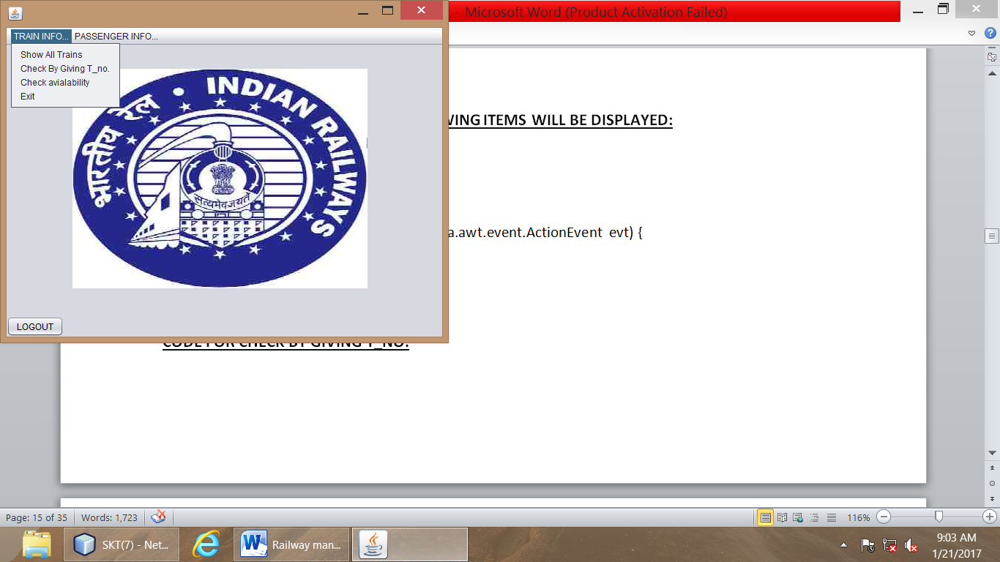 - Microsoft Word (Product Activation Failed)
TRAIN INFO... PASSENGER INFO...
Show All Trains
Check By Giving T_no.
Check avialability
Exit
भारतीय रेल • INDIAN RAILWAYS
सत्यमेव जयते
LOGOUT
WING ITEMS WILL BE DISPLAYED:
a.awt.event.ActionEvent evt) {
CODE FOR CHECK BY GIVING T_NO:
Page: 15 of 35 Words: 1,723 116%
SKT(7) - Net... Railway man... 9:03 AM
1/21/2017